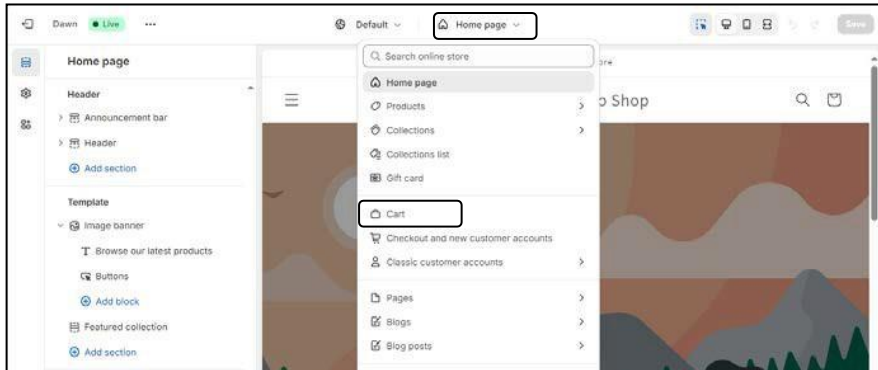 Dawn
Live
Default
Home page
Save
Home page
Header
Announcement bar
Header
Add section
Template
Image banner
Browse our latest products
Buttons
Add block
Featured collection
Add section
Search online store
Home page
Products
Collections
Collections list
Gift card
Cart
Checkout and new customer accounts
Classic customer accounts
Pages
Blogs
Blog posts
Shop